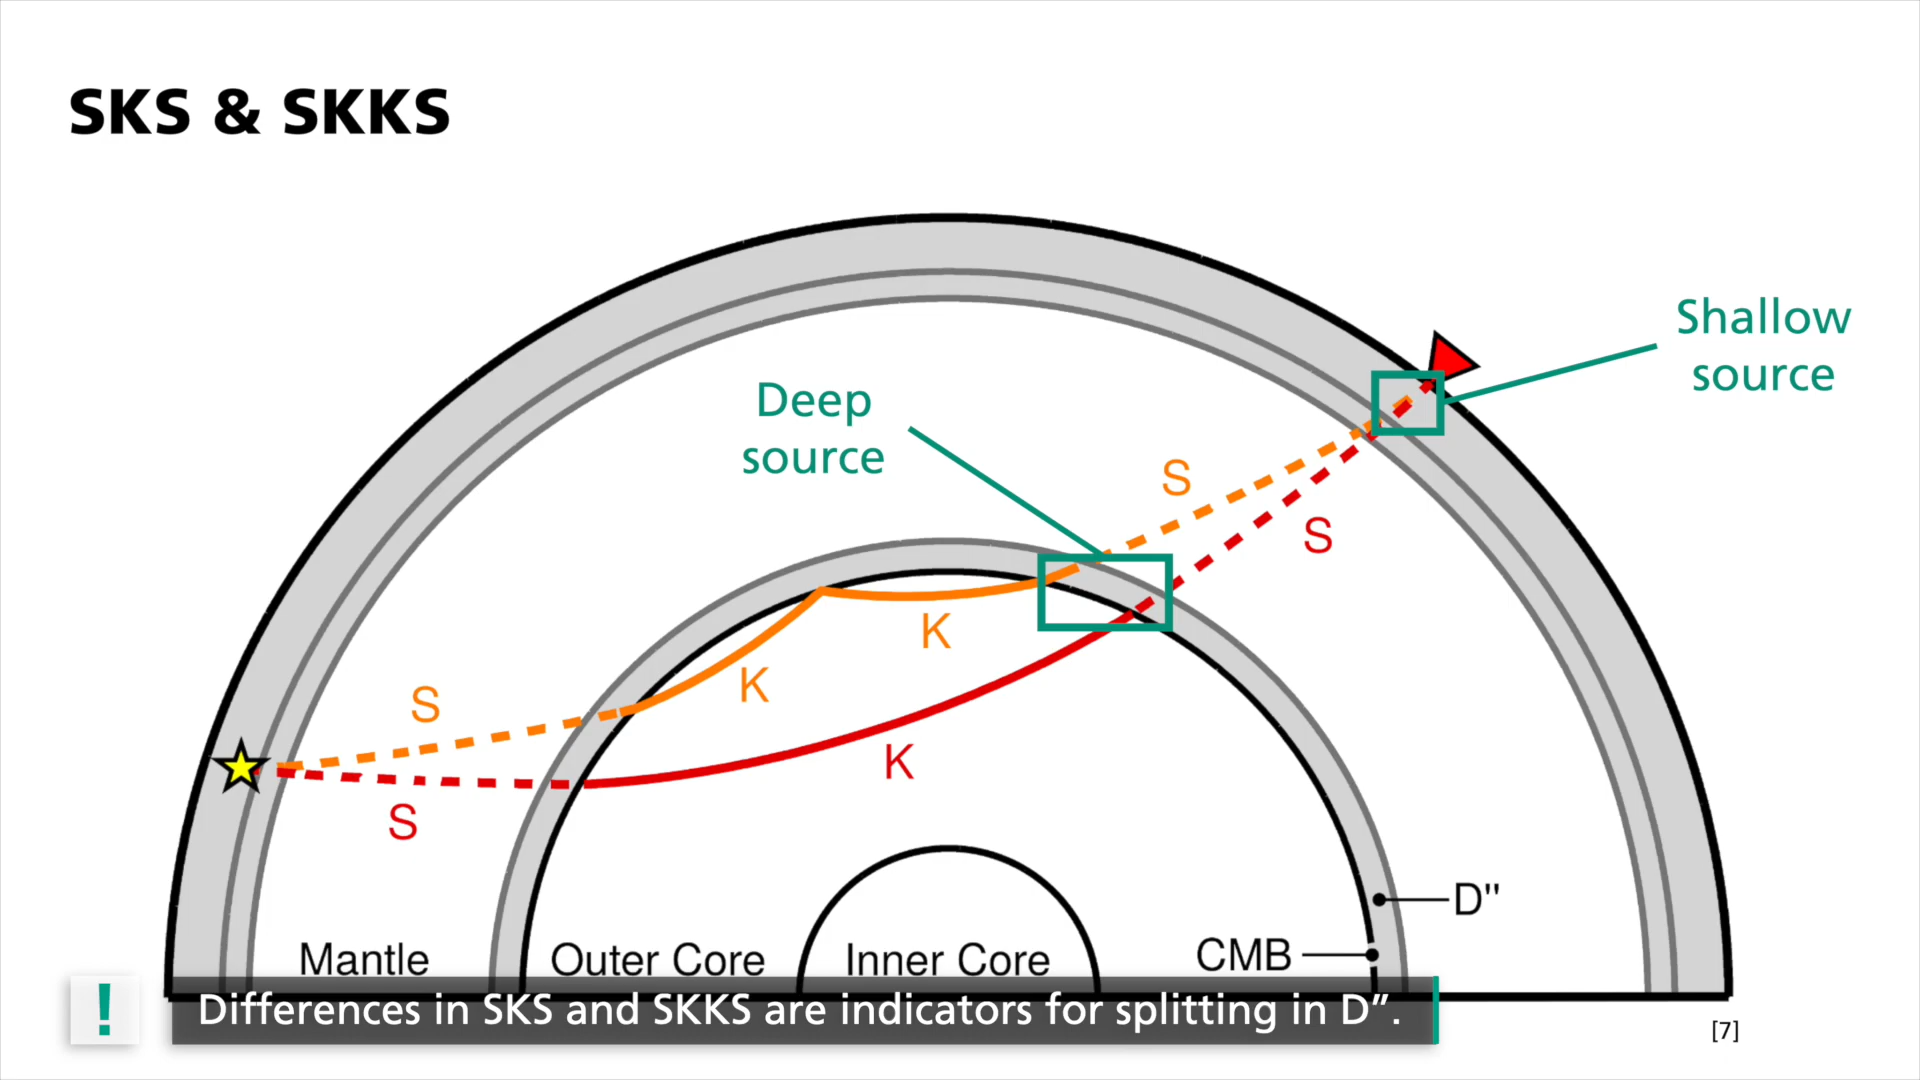 SKS & SKKS
Shallow
source
Deep
source
S
S
K
K
S
K
S
D"
CMB
Mantle
Outer Core
Inner Core
! Differences in SKS and SKKS are indicators for splitting in D”.
[7]